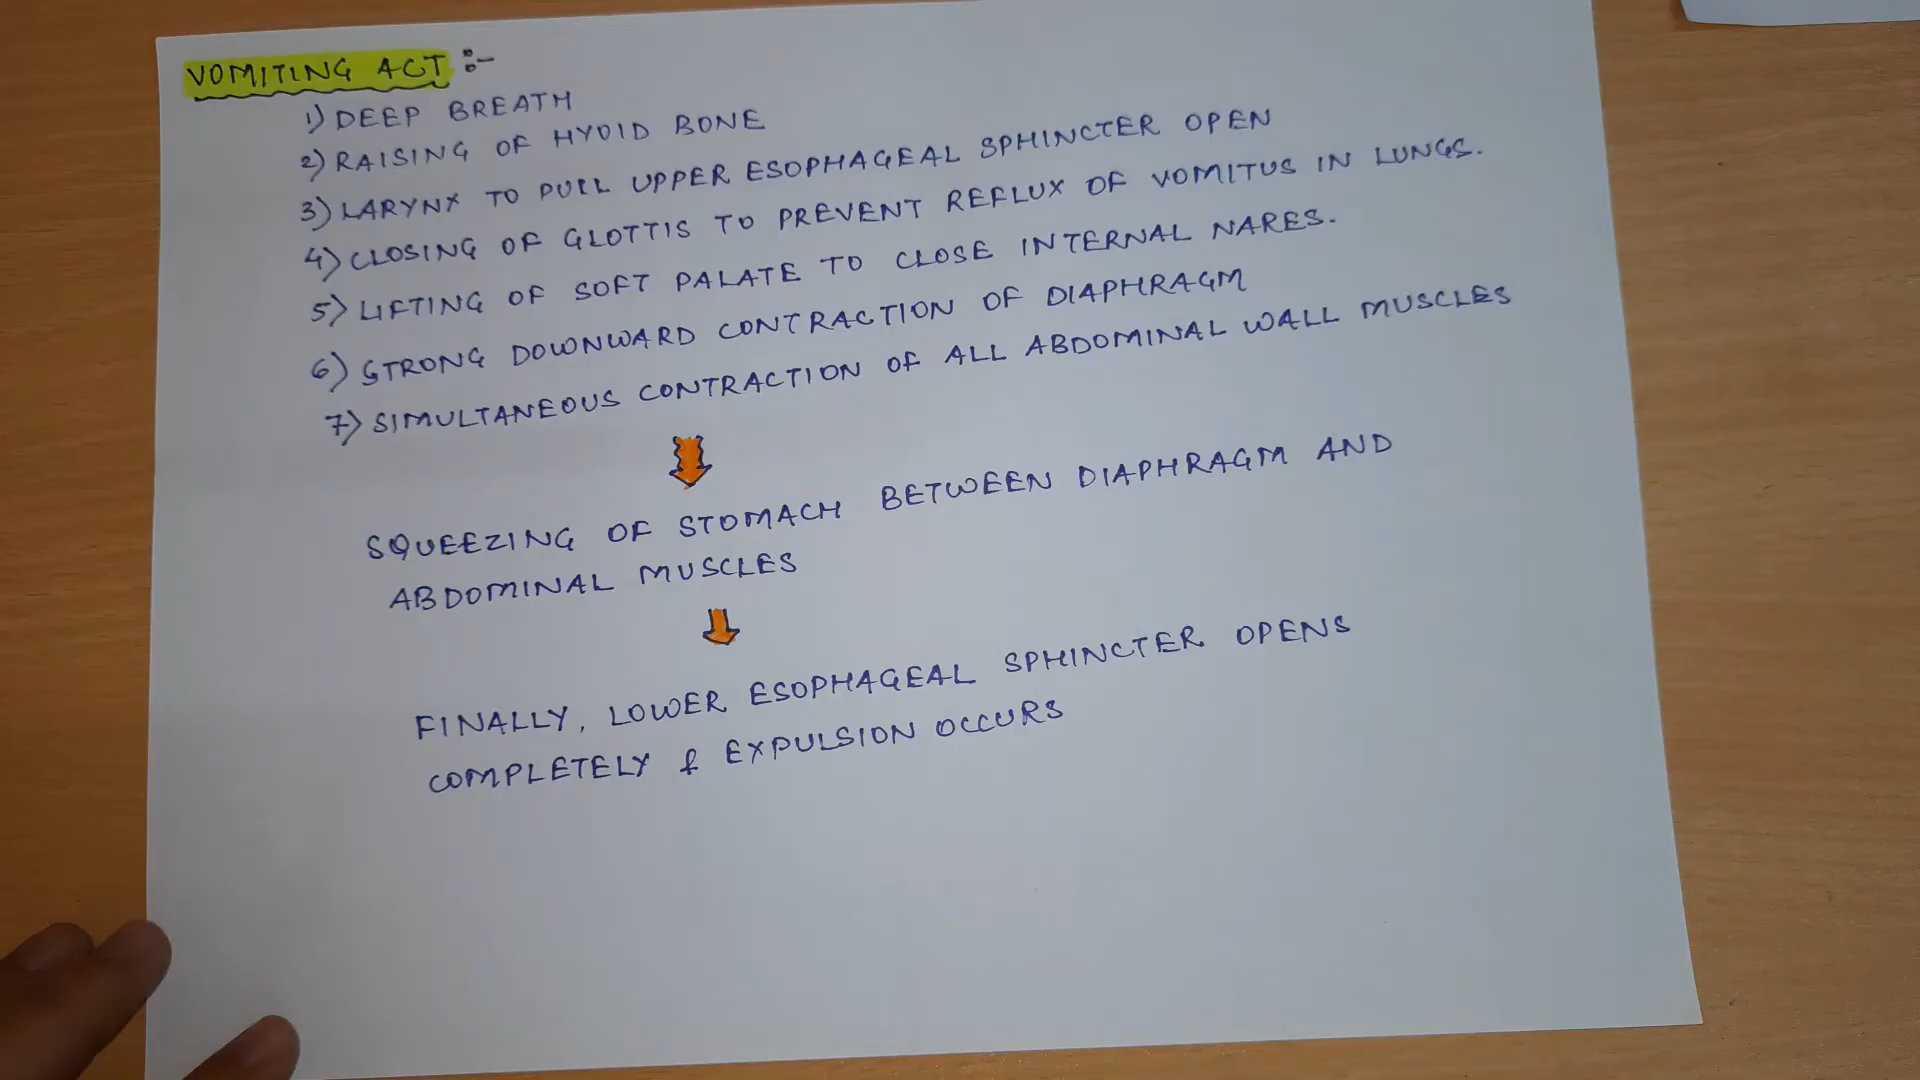 VOMITING ACT :-
1) DEEP BREATH
2) RAISING OF HYOID BONE
3) LARYNX TO PULL UPPER ESOPHAGEAL SPHINCTER OPEN
4) CLOSING OF GLOTTIS TO PREVENT REFLUX OF VOMITUS IN LUNGS.
5) LIFTING OF SOFT PALATE TO CLOSE INTERNAL NARES.
6) STRONG DOWNWARD CONTRACTION OF DIAPHRAGM
7) SIMULTANEOUS CONTRACTION OF ALL ABDOMINAL WALL MUSCLES
SQUEEZING OF STOMACH BETWEEN DIAPHRAGM AND
ABDOMINAL MUSCLES
FINALLY, LOWER ESOPHAGEAL SPHINCTER OPENS
COMPLETELY & EXPULSION OCCURS